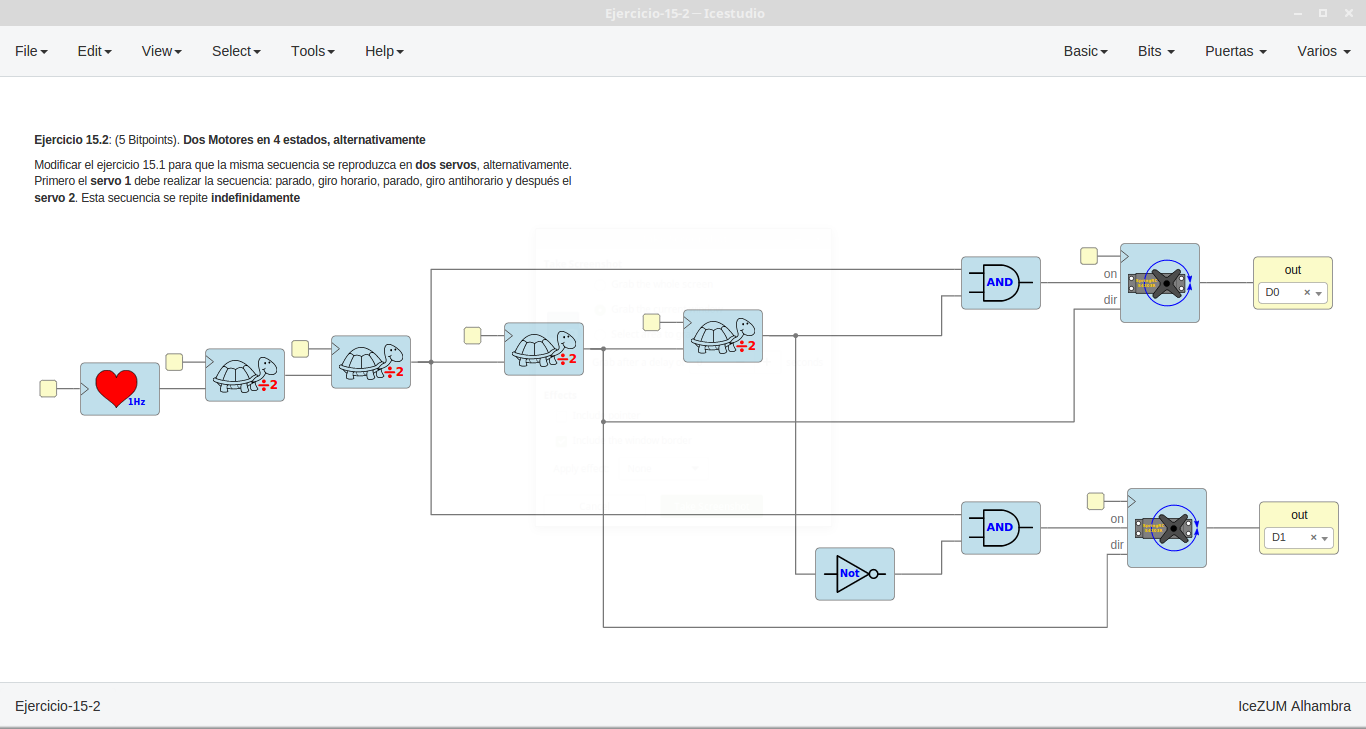 Ejercicio-15-2 – Icestudio
File Edit View Select Tools Help Basic Bits Puertas Varios
Ejercicio 15.2: (5 Bitpoints). Dos Motores en 4 estados, alternativamente
Modificar el ejercicio 15.1 para que la misma secuencia se reproduzca en dos servos, alternativamente.
Primero el servo 1 debe realizar la secuencia: parado, giro horario, parado, giro antihorario y después el
servo 2. Esta secuencia se repite indefinidamente
AND
on
dir
out
D0
÷2
÷2
÷2
÷2
1Hz
AND
on
dir
out
D1
Not
Ejercicio-15-2
IceZUM Alhambra